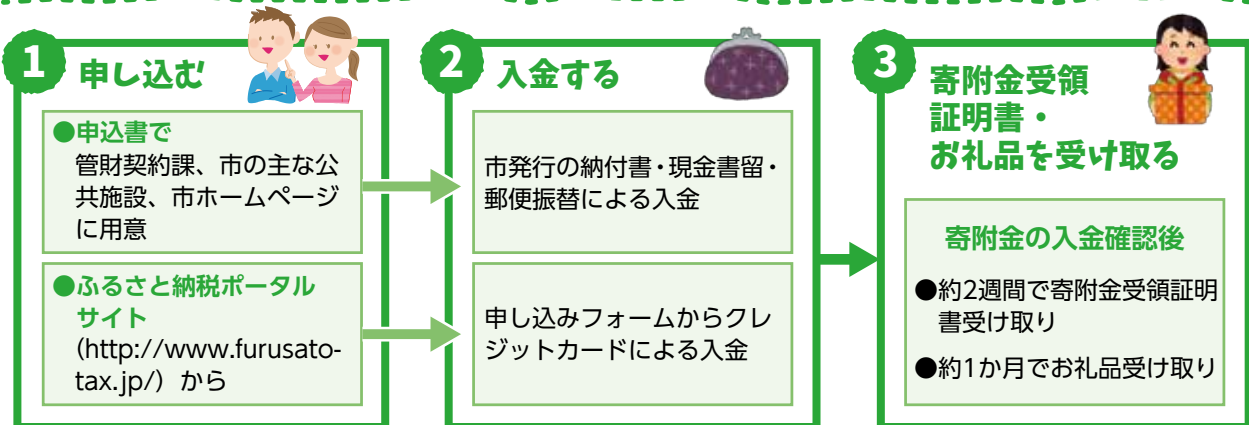 1 申し込む
●申込書で
管財契約課、市の主な公
共施設、市ホームページ
に用意
●ふるさと納税ポータル
サイト
(http://www.furusato-
tax.jp/)から
2 入金する
市発行の納付書・現金書留・
郵便振替による入金
申し込みフォームからクレ
ジットカードによる入金
3 寄附金受領
証明書・
お礼品を受け取る
寄附金の入金確認後
●約2週間で寄附金受領証明
書受け取り
●約1か月でお礼品受け取り